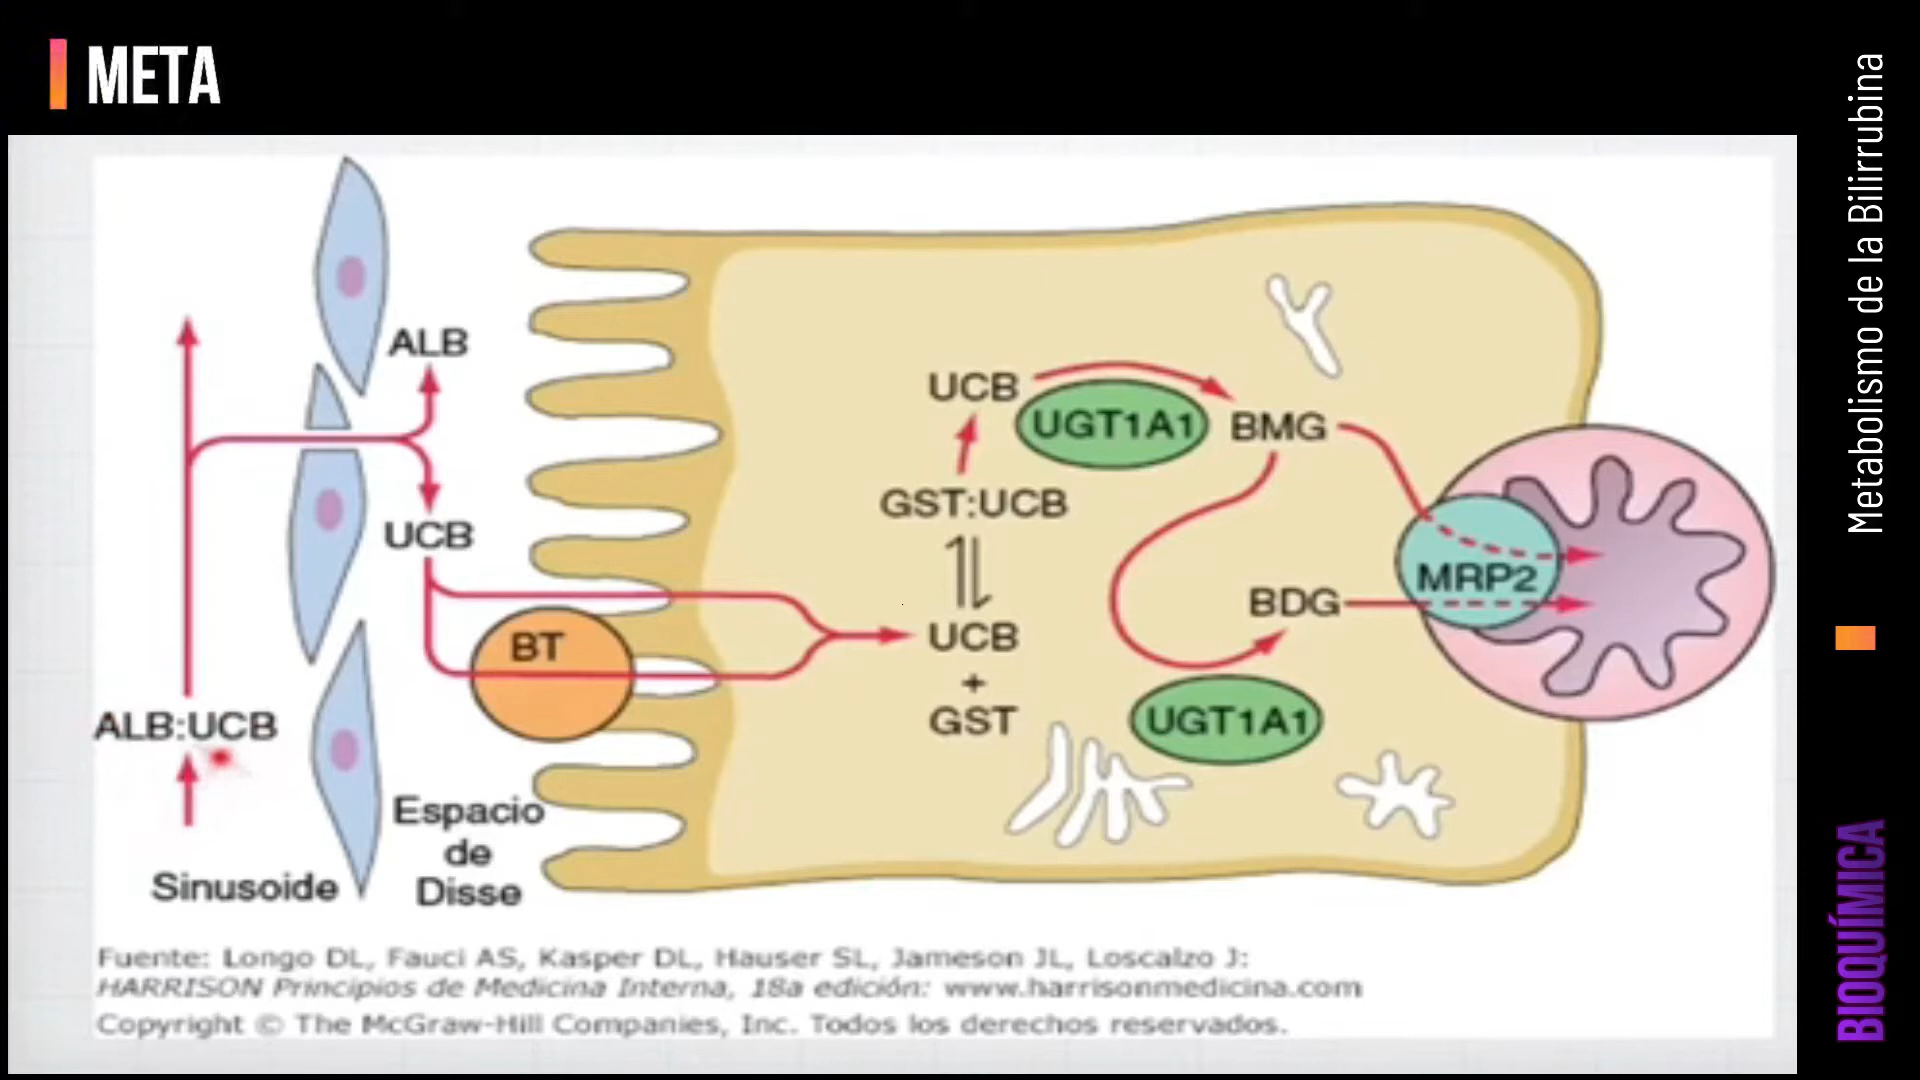 META
ALB
UCB
ALB:UCB
Sinusoide
Espacio
de
Disse
BT
UCB
UGT1A1
BMG
GST:UCB
UCB
+
GST
BDG
UGT1A1
MRP2
Fuente: Longo DL, Fauci AS, Kasper DL, Hauser SL, Jameson JL, Loscalzo J:
HARRISON Principios de Medicina Interna, 18a edición: www.harrisonmedicina.com
Copyright © The McGraw-Hill Companies, Inc. Todos los derechos reservados.
Metabolismo de la Bilirrubina
BIOQUÍMICA